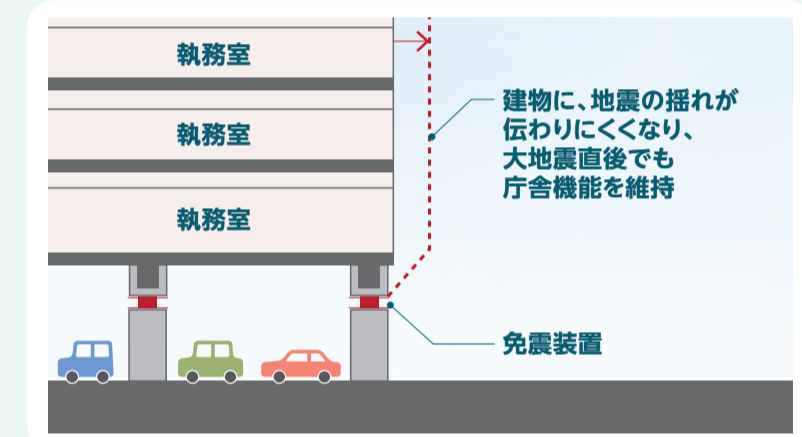 執務室
執務室
執務室
建物に、地震の揺れが
伝わりにくくなり、
大地震直後でも
庁舎機能を維持
免震装置